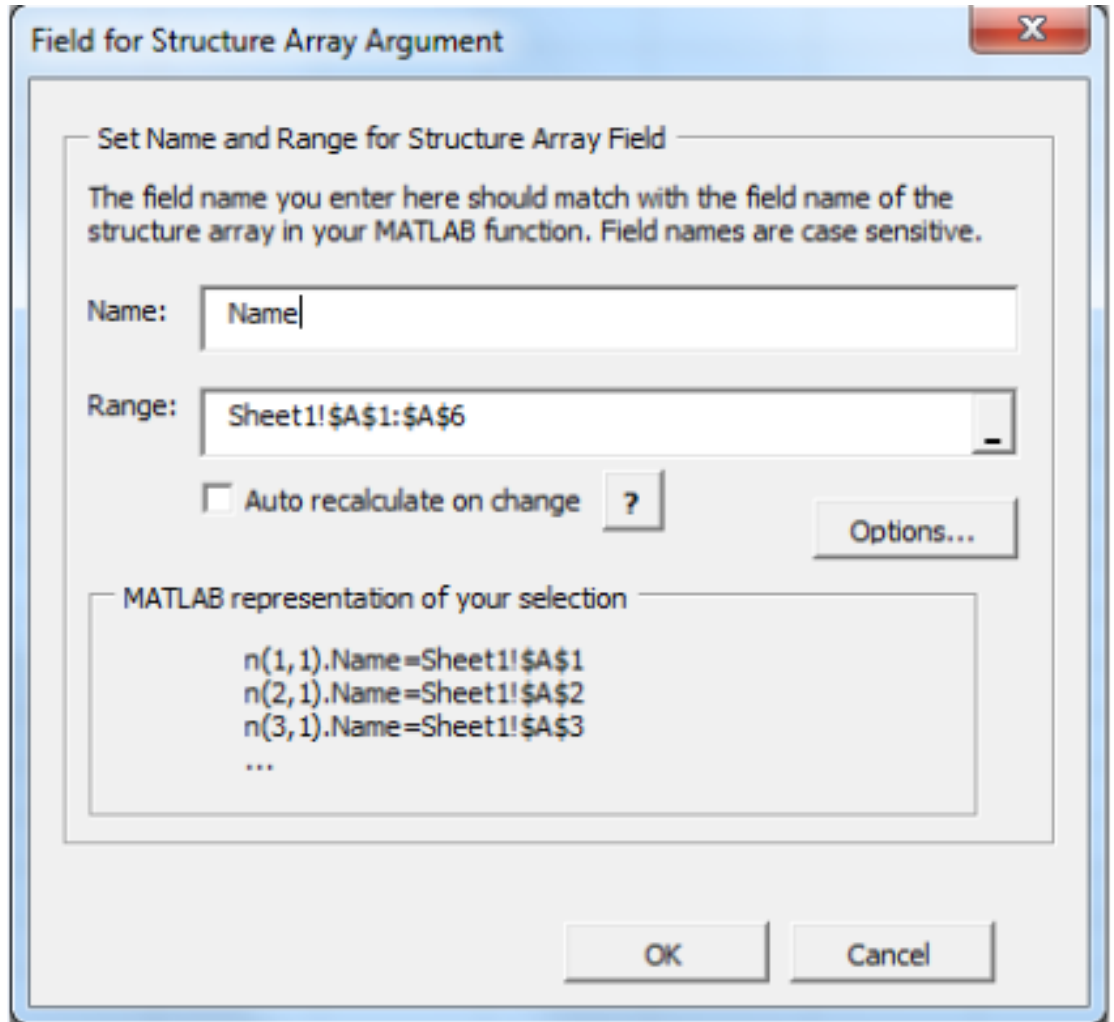 Field for Structure Array Argument
X
Set Name and Range for Structure Array Field
The field name you enter here should match with the field name of the
structure array in your MATLAB function. Field names are case sensitive.
Name: Name
Range: Sheet1!$A$1:$A$6
_
Auto recalculate on change ?
Options...
MATLAB representation of your selection
n(1,1).Name=Sheet1!$A$1
n(2,1).Name=Sheet1!$A$2
n(3,1).Name=Sheet1!$A$3
...
OK Cancel